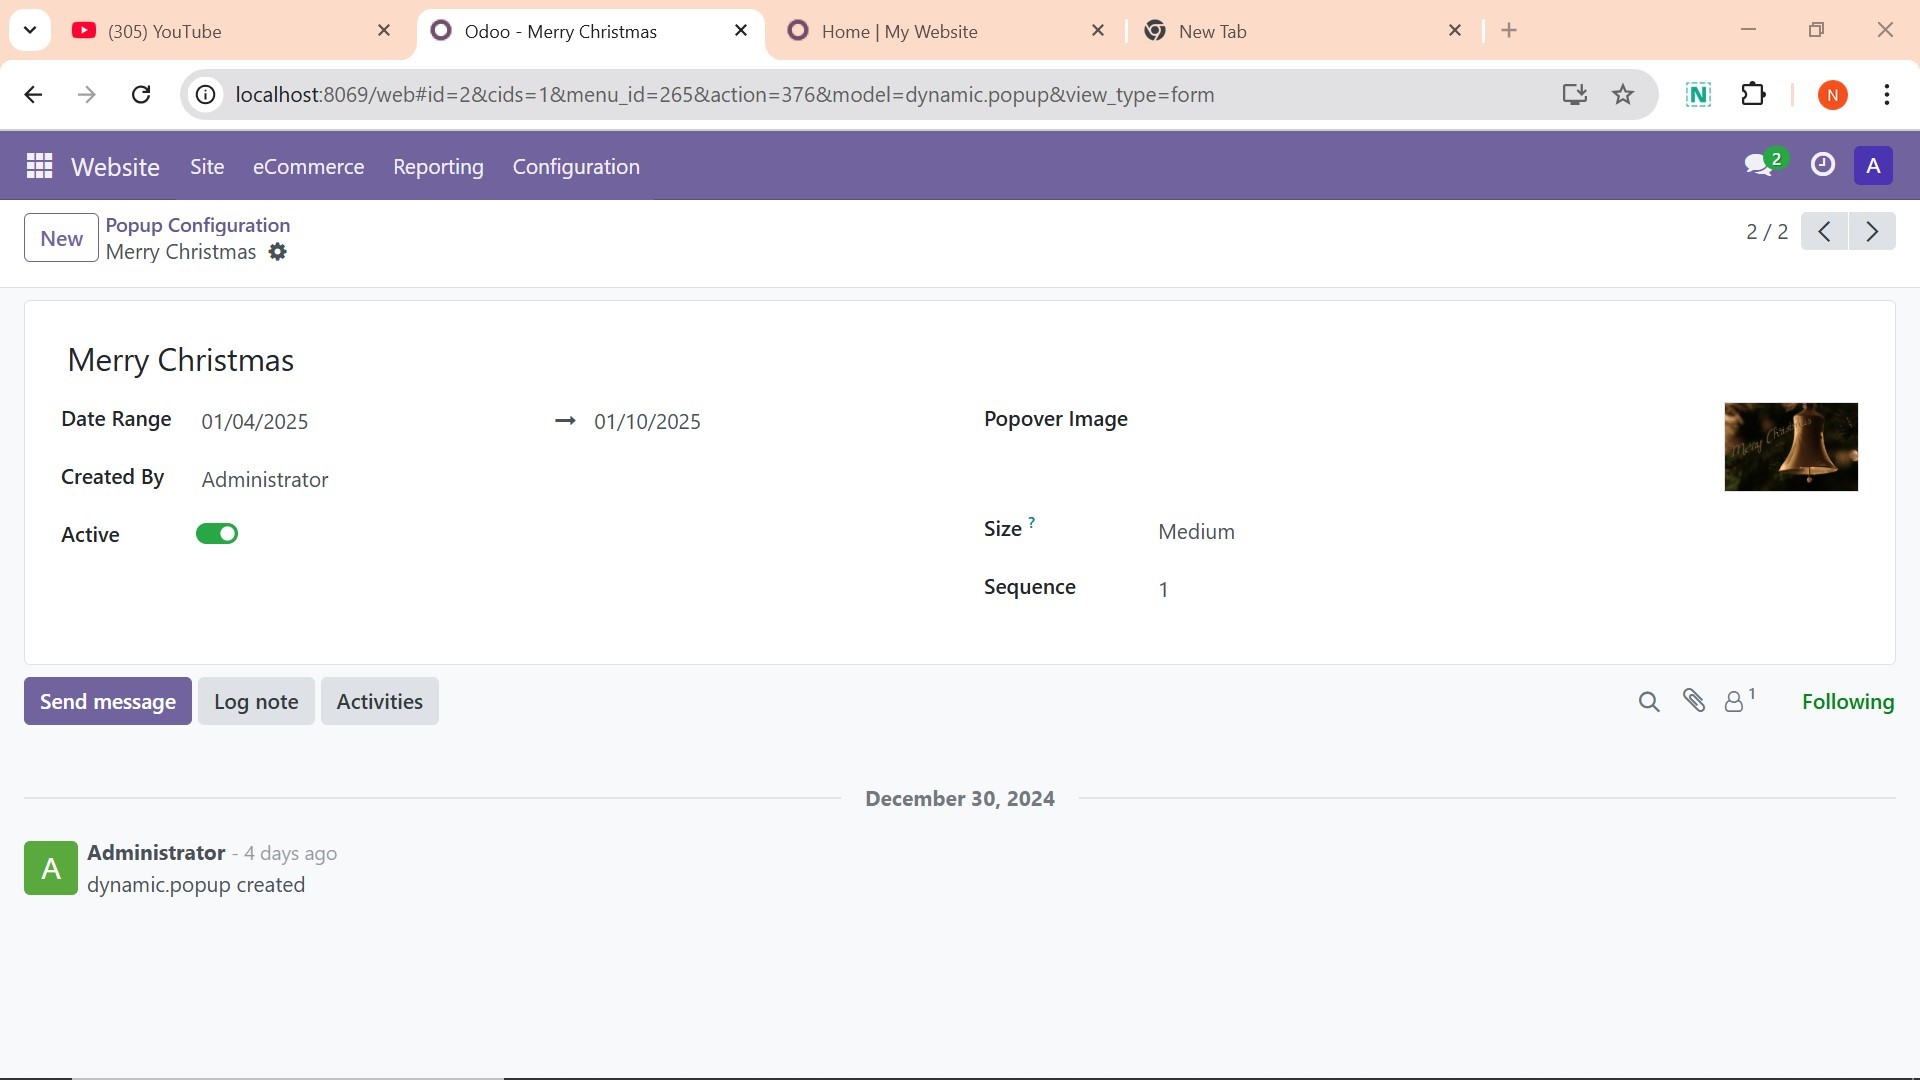 (305) YouTube
Odoo - Merry Christmas
Home | My Website
New Tab
localhost:8069/web#id=2&cids=1&menu_id=265&action=376&model=dynamic.popup&view_type=form
N
N
Website Site eCommerce Reporting Configuration
2
A
New
Popup Configuration
Merry Christmas
2 / 2
Merry Christmas
Date Range 01/04/2025 → 01/10/2025
Popover Image
Merry Christmas
Created By Administrator
Active
Size ? Medium
Sequence 1
Send message Log note Activities
1
Following
December 30, 2024
A
Administrator - 4 days ago
dynamic.popup created